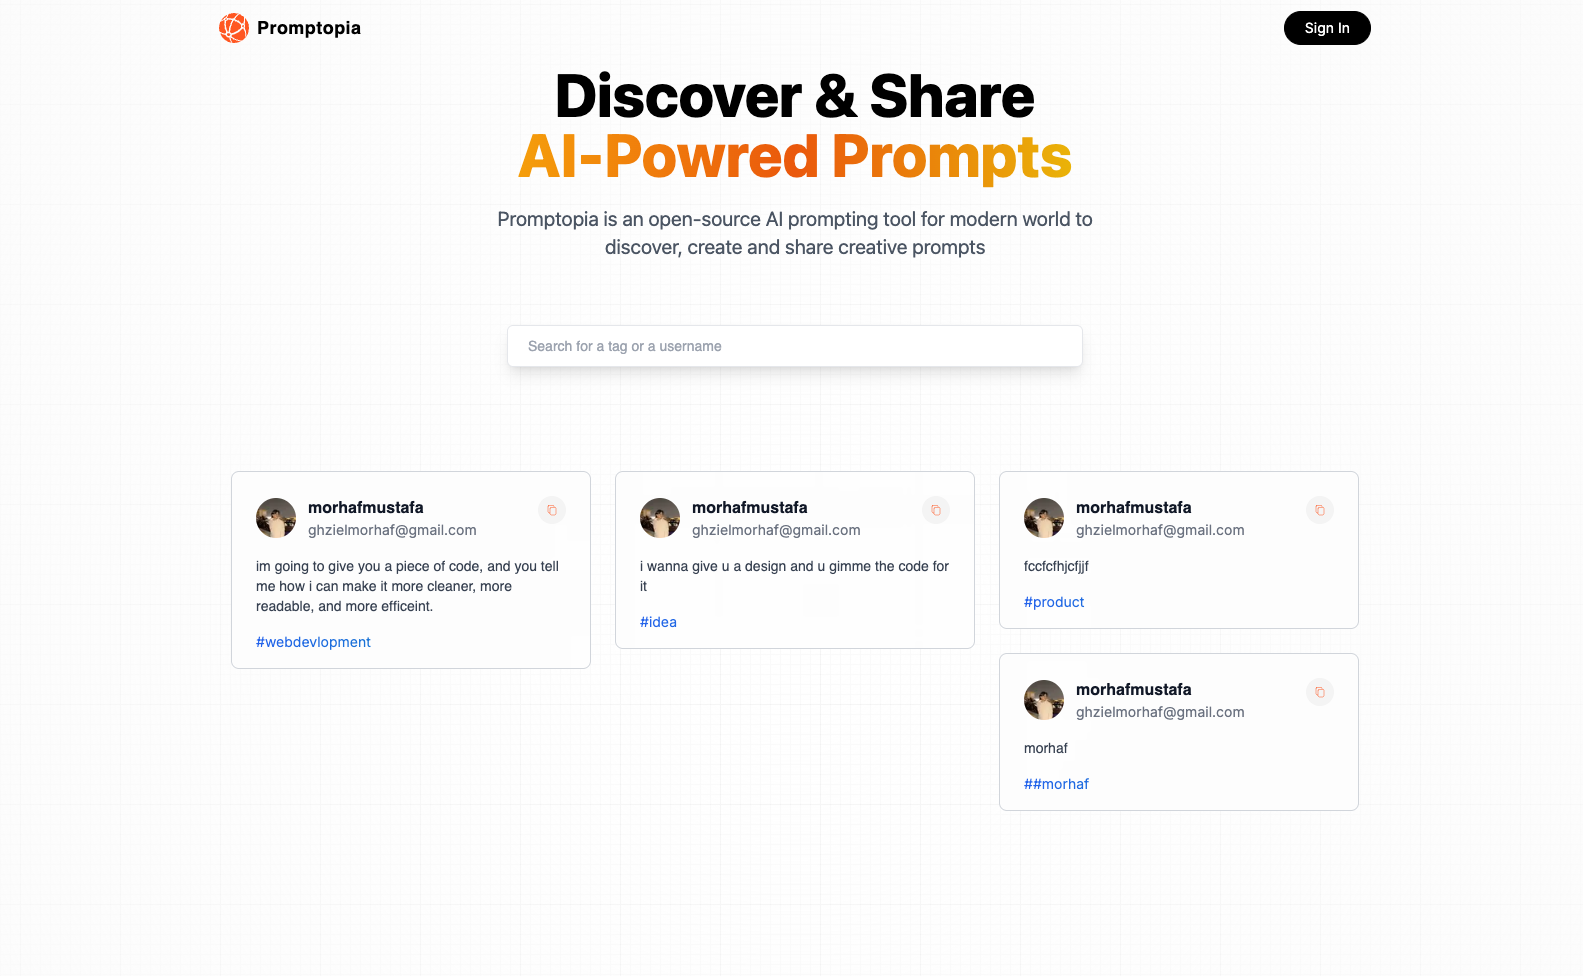 Promptopia
Sign In
Discover & Share
AI-Powred Prompts
Promptopia is an open-source AI prompting tool for modern world to
discover, create and share creative prompts
Search for a tag or a username
morhafmustafa
ghzielmorhaf@gmail.com
im going to give you a piece of code, and you tell
me how i can make it more cleaner, more
readable, and more efficeint.
#webdevlopment
morhafmustafa
ghzielmorhaf@gmail.com
i wanna give u a design and u gimme the code for
it
#idea
morhafmustafa
ghzielmorhaf@gmail.com
fccfcfhjcfjjf
#product
morhafmustafa
ghzielmorhaf@gmail.com
morhaf
##morhaf